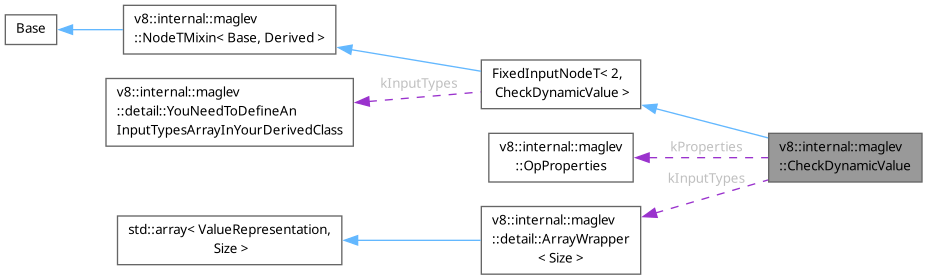 Base
v8::internal::maglev
::NodeTMixin< Base, Derived >
v8::internal::maglev
::detail::YouNeedToDefineAn
InputTypesArrayInYourDerivedClass
kInputTypes
FixedInputNodeT< 2,
CheckDynamicValue >
v8::internal::maglev
::OpProperties
kProperties
kInputTypes
v8::internal::maglev
::CheckDynamicValue
std::array< ValueRepresentation,
Size >
v8::internal::maglev
::detail::ArrayWrapper
< Size >